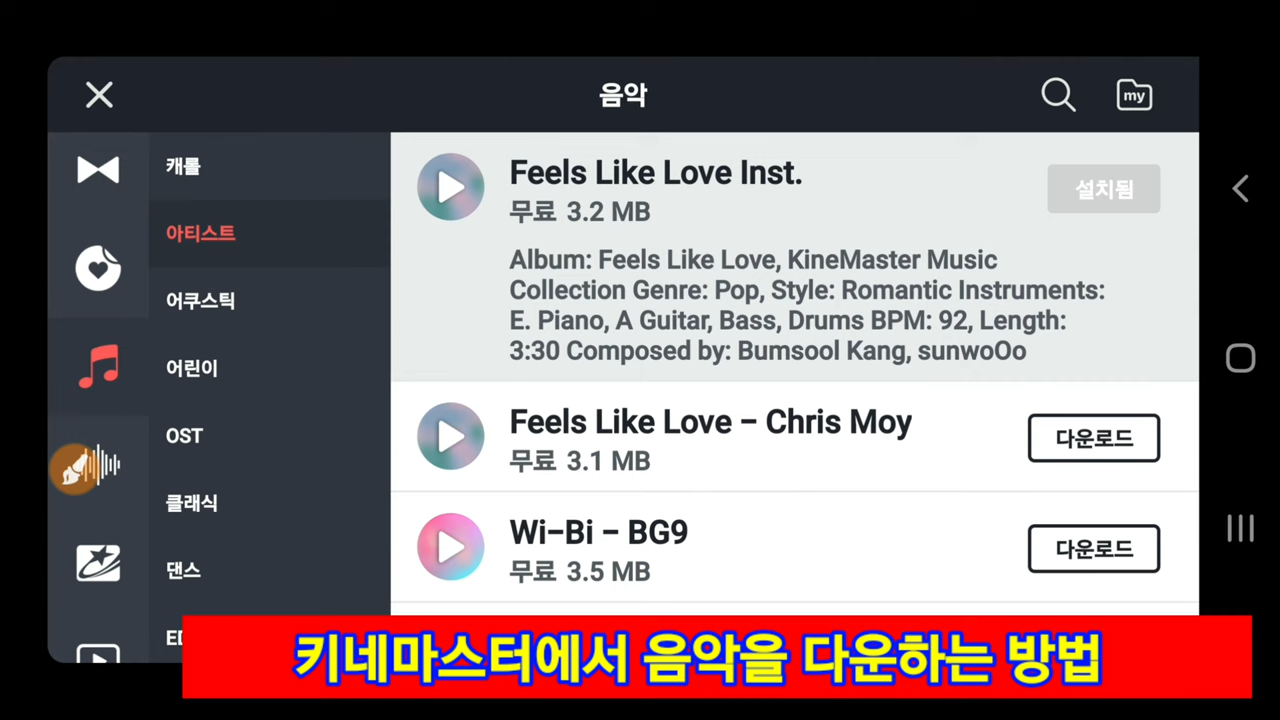 음악
my
캐롤
아티스트
어쿠스틱
어린이
OST
클래식
댄스
Feels Like Love Inst.
무료 3.2 MB
설치됨
Album: Feels Like Love, KineMaster Music
Collection Genre: Pop, Style: Romantic Instruments:
E. Piano, A Guitar, Bass, Drums BPM: 92, Length:
3:30 Composed by: Bumsool Kang, sunwoOo
Feels Like Love – Chris Moy
무료 3.1 MB
다운로드
Wi–Bi – BG9
무료 3.5 MB
다운로드
키네마스터에서 음악을 다운하는 방법